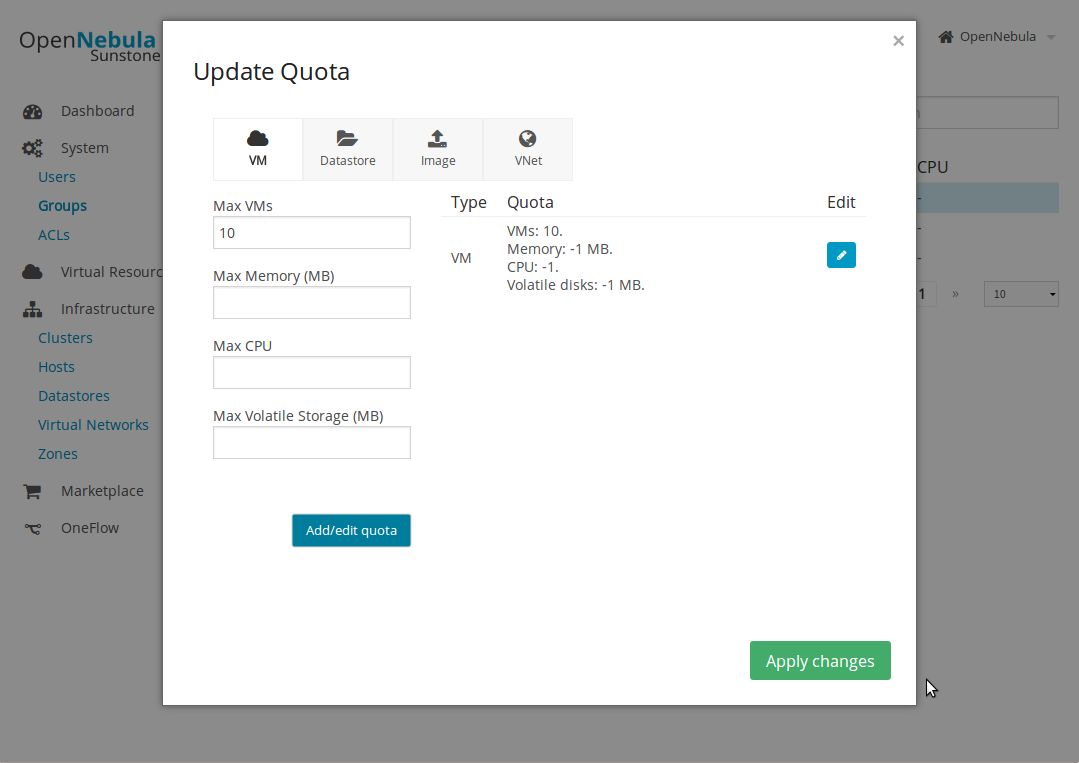 OpenNebula
Sunstone
OpenNebula
Dashboard
System
Users
Groups
ACLs
Virtual Resourc
Infrastructure
Clusters
Hosts
Datastores
Virtual Networks
Zones
Marketplace
OneFlow
×
Update Quota
VM
Datastore
Image
VNet
Max VMs
10
Max Memory (MB)
Max CPU
Max Volatile Storage (MB)
Add/edit quota
Type Quota Edit
VM
VMs: 10.
Memory: -1 MB.
CPU: -1.
Volatile disks: -1 MB.
Apply changes
CPU
-
-
-
1 » 10